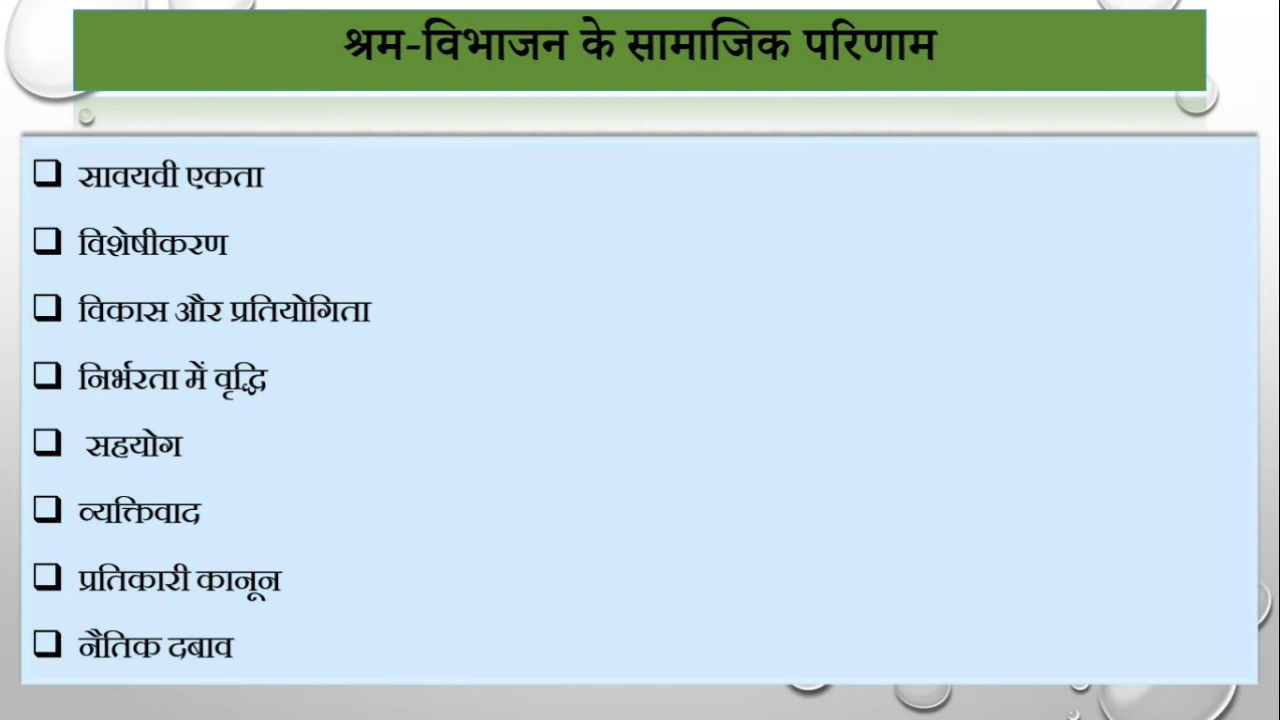 श्रम-विभाजन के सामाजिक परिणाम
सावयवी एकता
विशेषीकरण
विकास और प्रतियोगिता
निर्भरता में वृद्धि
सहयोग
व्यक्तिवाद
प्रतिकारी कानून
नैतिक दबाव